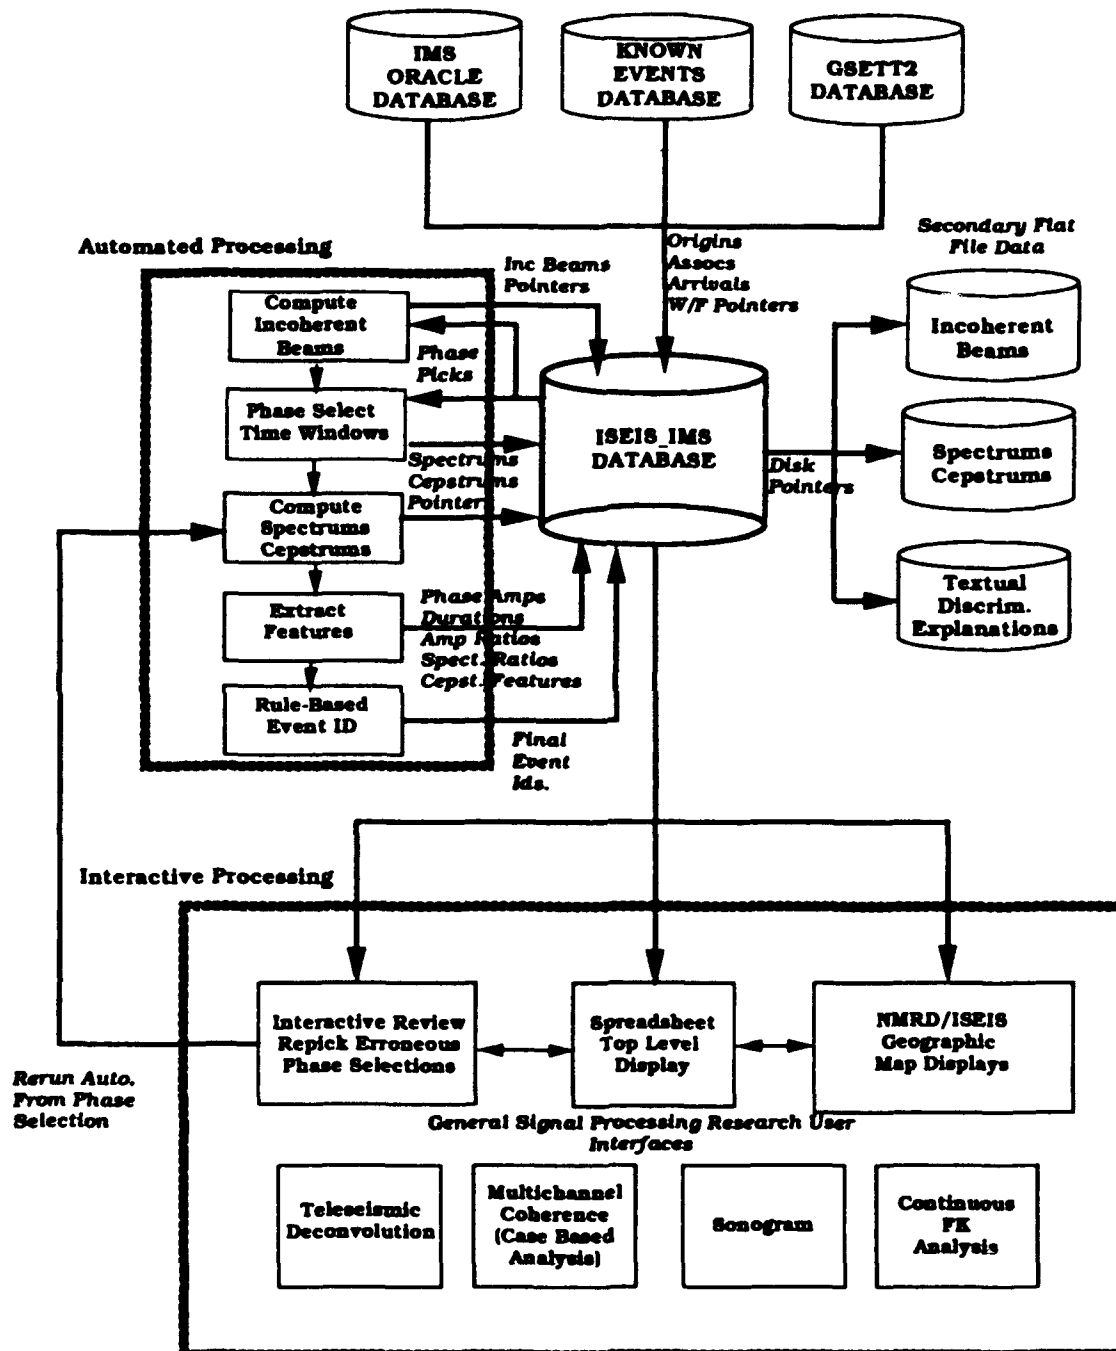 IMS
ORACLE
DATABASE
KNOWN
EVENTS
DATABASE
GSETT2
DATABASE
Automated Processing
Inc Beams
Pointers
Origins
Assocs
Arrivals
W/F Pointers
Secondary Flat
File Data
Compute
Incoherent
Beams
Phase
Picks
Phase Select
Time Windows
Spectrums
Cepstrums
Pointer
Compute
Spectrums
Cepstrums
ISEIS_IMS
DATABASE
Disk
Pointers
Incoherent
Beams
Spectrums
Cepstrums
Textual
Discrim.
Explanations
Extract
Features
Phase Amps
Durations
Amp Ratios
Spect. Ratios
Cepst. Features
Rule-Based
Event ID
Final
Event
Ids.
Interactive Processing
Interactive Review
Repick Erroneous
Phase Selections
Spreadsheet
Top Level
Display
NMRD/ISEIS
Geographic
Map Displays
Rerun Auto.
From Phase
Selection
General Signal Processing Research User
Interfaces
Teleseismic
Deconvolution
Multichannel
Coherence
(Case Based
Analysis)
Sonogram
Continuous
FK
Analysis